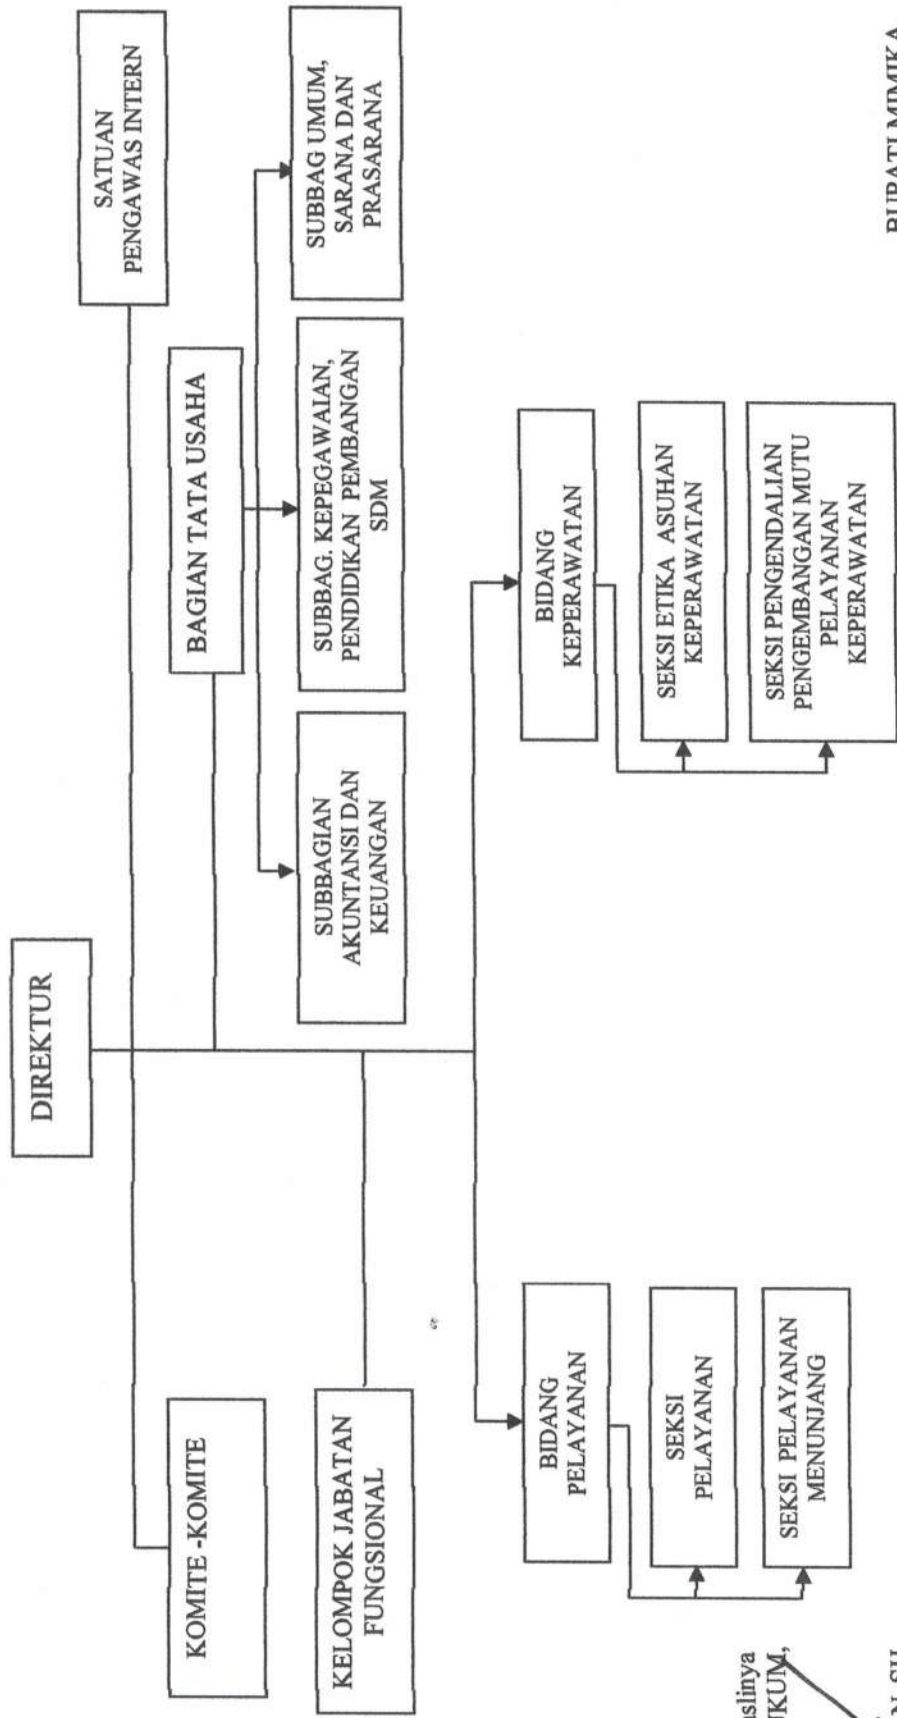 DIREKTUR
SATUAN
PENGAWAS INTERN
KOMITE -KOMITE
BAGIAN TATA USAHA
KELOMPOK JABATAN
FUNGSIONAL
SUBBAGIAN
AKUNTANSI DAN
KEUANGAN
SUBBAG. KEPEGAWAIAN,
PENDIDIKAN PEMBANGAN
SDM
SUBBAG UMUM,
SARANA DAN
PRASARANA
BIDANG
PELAYANAN
SEKSI
PELAYANAN
SEKSI PELAYANAN
MENUNJANG
BIDANG
KEPERAWATAN
SEKSI ETIKA ASUHAN
KEPERAWATAN
SEKSI PENGENDALIAN
PENGEMBANGAN MUTU
PELAYANAN
KEPERAWATAN
BUPATI MIMIKA